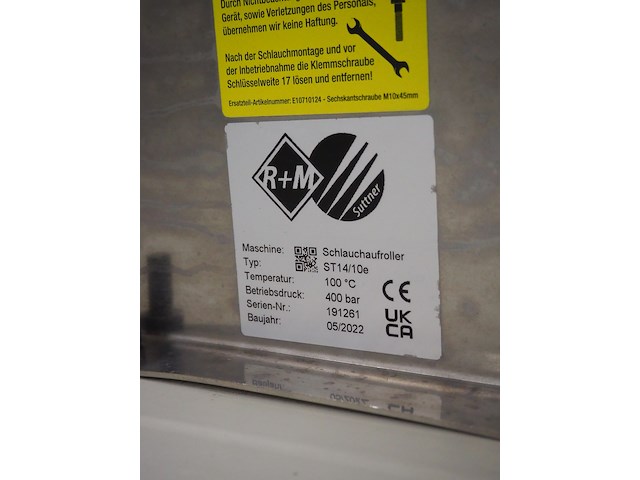 Durch Nichtbeachtung
Gerät, sowie Verletzungen des Personals,
übernehmen wir keine Haftung.
Nach der Schlauchmontage und vor
der Inbetriebnahme die Klemmschraube
Schlüsselweite 17 lösen und entfernen!
Ersatzteil-Artikelnummer: E10710124 - Sechskantschraube M10x45mm
R+M
Suttner
Maschine: Schlauchaufroller
Typ: ST14/10e
Temperatur: 100 °C
Betriebsdruck: 400 bar
Serien-Nr.: 191261
Baujahr: 05/2022
CE
UK
CA